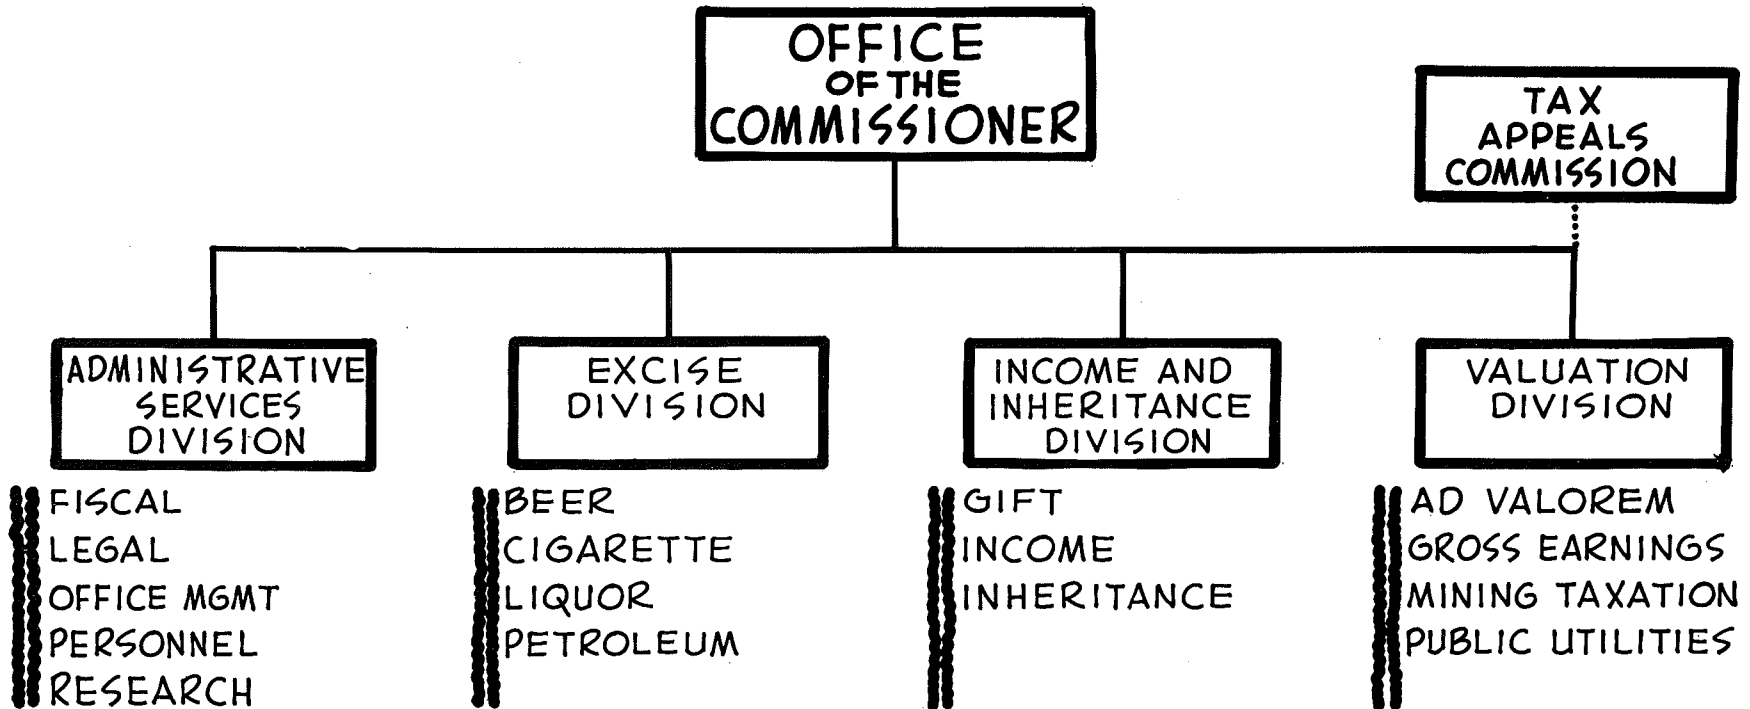 OFFICE
OF THE
COMMISSIONER
TAX
APPEALS
COMMISSION
ADMINISTRATIVE
SERVICES
DIVISION
EXCISE
DIVISION
INCOME AND
INHERITANCE
DIVISION
VALUATION
DIVISION
FISCAL
LEGAL
OFFICE MGMT
PERSONNEL
RESEARCH
BEER
CIGARETTE
LIQUOR
PETROLEUM
GIFT
INCOME
INHERITANCE
AD VALOREM
GROSS EARNINGS
MINING TAXATION
PUBLIC UTILITIES